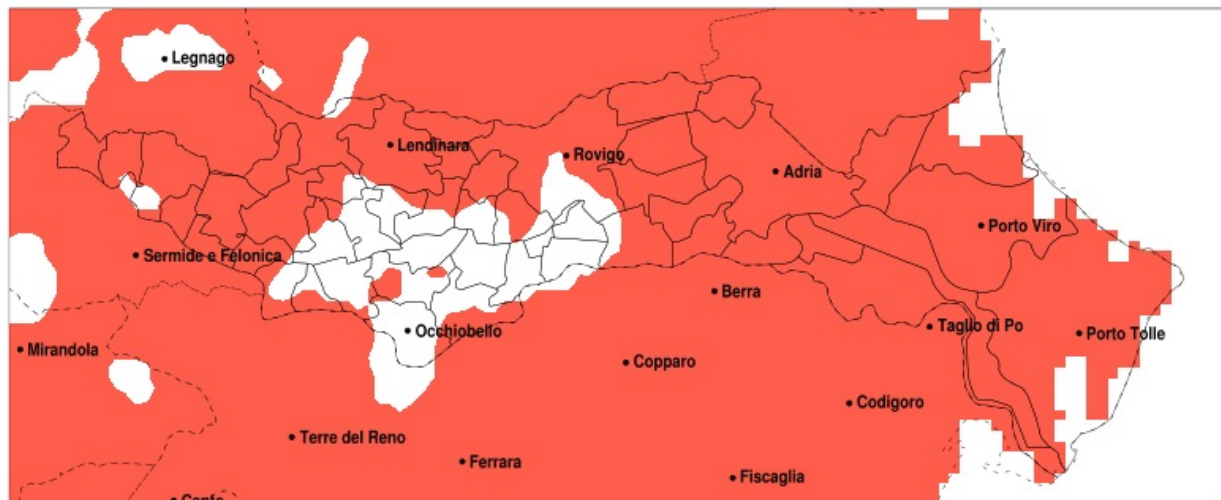 Legnago
Lendinara
Rovigo
Adria
Porto Viro
Sermide e Felonica
Berra
Taglio di Po
Porto Tolle
Occhiobello
Mirandola
Copparo
Codigoro
Terre del Reno
Ferrara
Fiscaglia